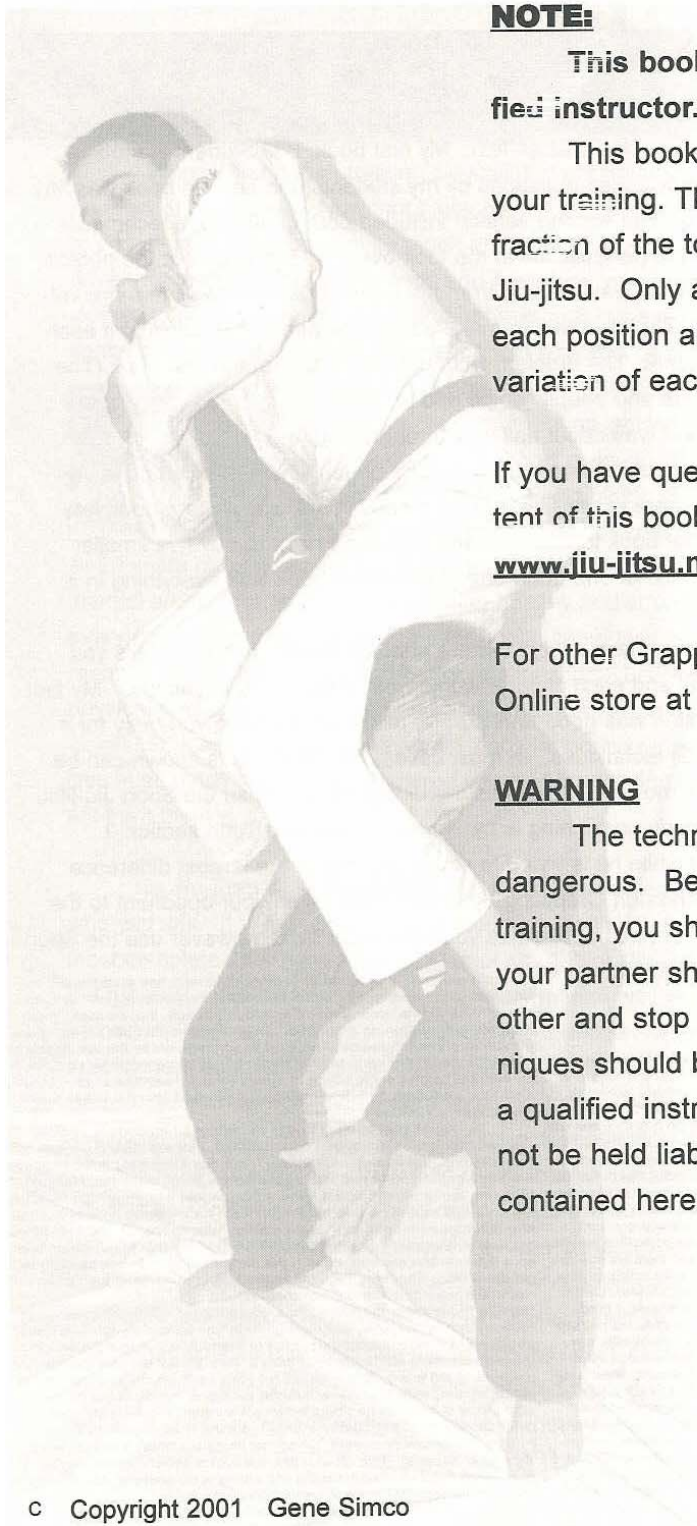 NOTE:
This book
fied instructor.
This book
your training. Th
fraction of the to
Jiu-jitsu. Only a
each position a
variation of eac
If you have que
tent of this book
www.jiu-jitsu.n
For other Grapp
Online store at
WARNING
The techn
dangerous. Be
training, you sh
your partner sh
other and stop
niques should b
a qualified instr
not be held liab
contained here
c Copyright 2001 Gene Simco